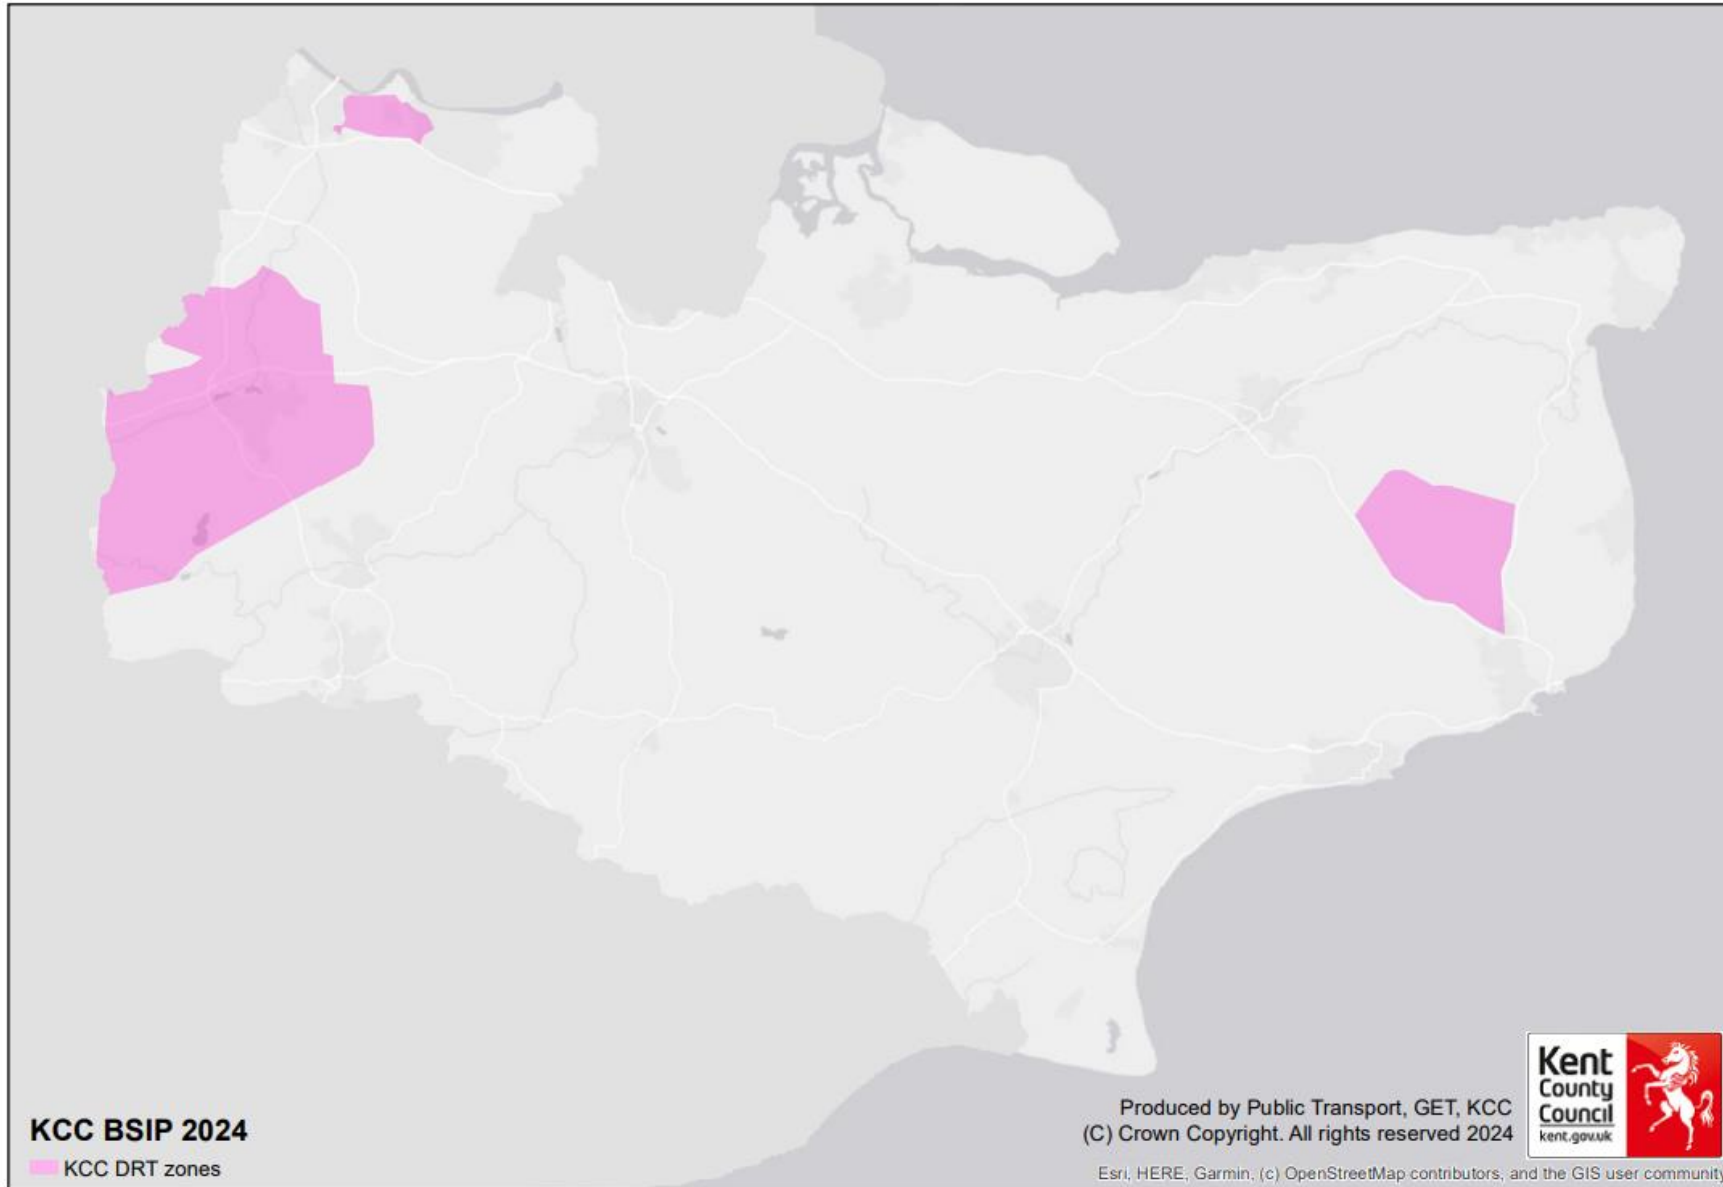 KCC BSIP 2024
KCC DRT zones
Produced by Public Transport, GET, KCC
(C) Crown Copyright. All rights reserved 2024
Esri, HERE, Garmin, (c) OpenStreetMap contributors, and the GIS user community
Kent
County
Council
kent.gov.uk